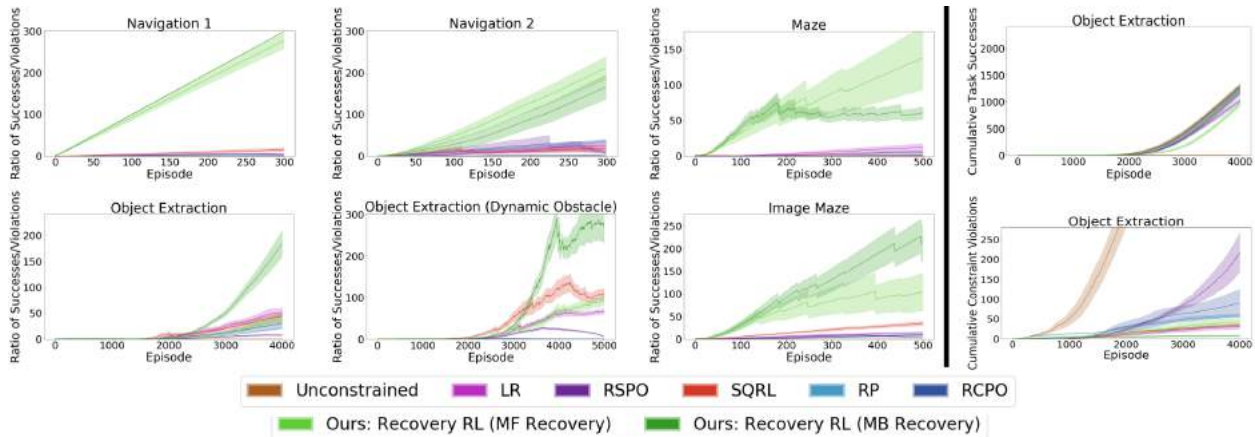 Navigation 1
Ratio of Successes/Violations
300
200
100
0
0 50 100 150 200 250 300
Episode
Navigation 2
Ratio of Successes/Violations
300
200
100
0
0 50 100 150 200 250 300
Episode
Maze
Ratio of Successes/Violations
150
100
50
0
0 100 200 300 400 500
Episode
Object Extraction
Cumulative Task Successes
2000
1500
1000
500
0
0 1000 2000 3000 4000
Episode
Object Extraction
Ratio of Successes/Violations
200
150
100
50
0
0 1000 2000 3000 4000
Episode
Object Extraction (Dynamic Obstacle)
Ratio of Successes/Violations
300
200
100
0
0 1000 2000 3000 4000 5000
Episode
Image Maze
Ratio of Successes/Violations
250
200
150
100
50
0
0 100 200 300 400 500
Episode
Object Extraction
Cumulative Constraint Violations
250
200
150
100
50
0
0 1000 2000 3000 4000
Episode
Unconstrained LR RSPO SQRL RP RCPO
Ours: Recovery RL (MF Recovery) Ours: Recovery RL (MB Recovery)